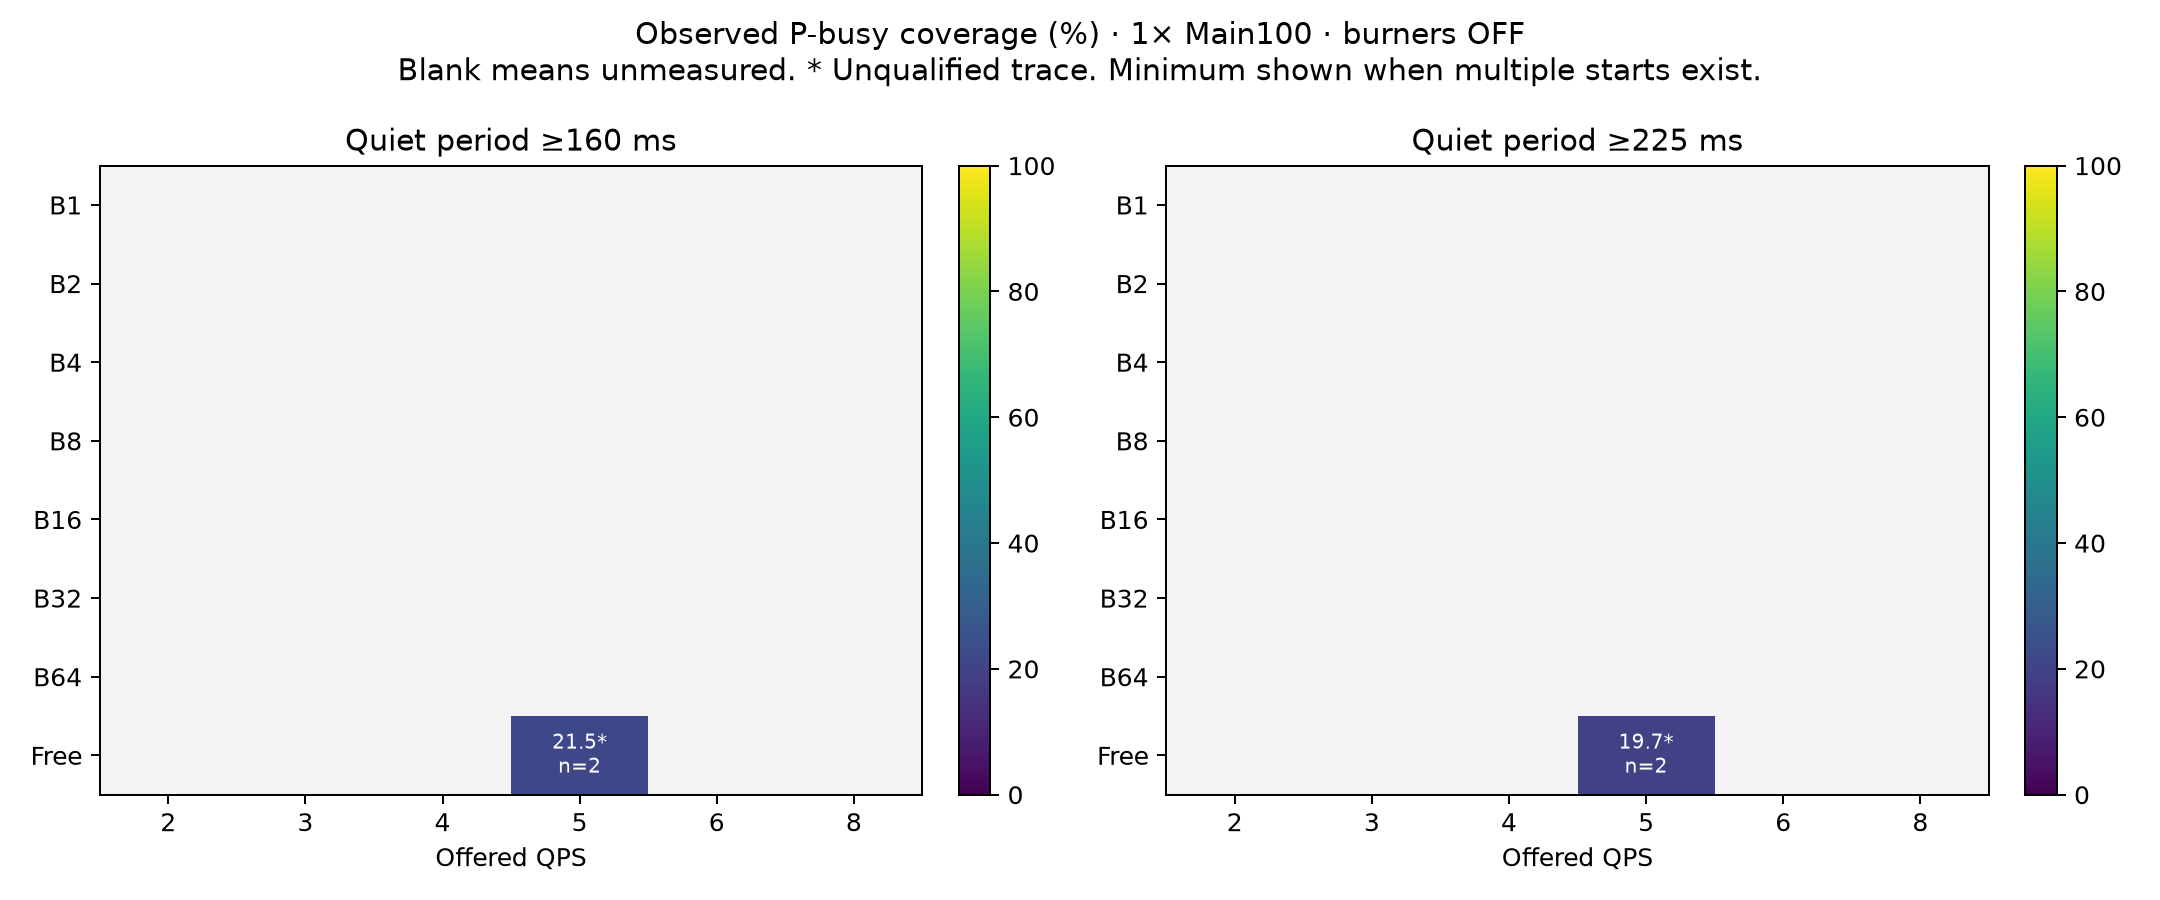 Observed P-busy coverage (%) · 1× Main100 · burners OFF
Blank means unmeasured. * Unqualified trace. Minimum shown when multiple starts exist.
Quiet period ≥160 ms
B1
B2
B4
B8
B16
B32
B64
Free
21.5*
n=2
2 3 4 5 6 8
Offered QPS
100
80
60
40
20
0
Quiet period ≥225 ms
B1
B2
B4
B8
B16
B32
B64
Free
19.7*
n=2
2 3 4 5 6 8
Offered QPS
100
80
60
40
20
0